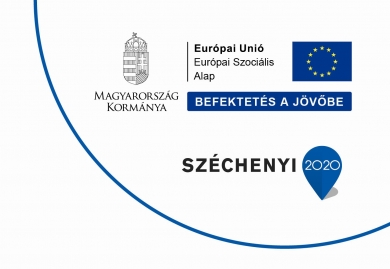 Európai Unió
Európai Szociális
Alap
MAGYARORSZÁG
KORMÁNYA
BEFEKTETÉS A JÖVŐBE
SZÉCHENYI 2020